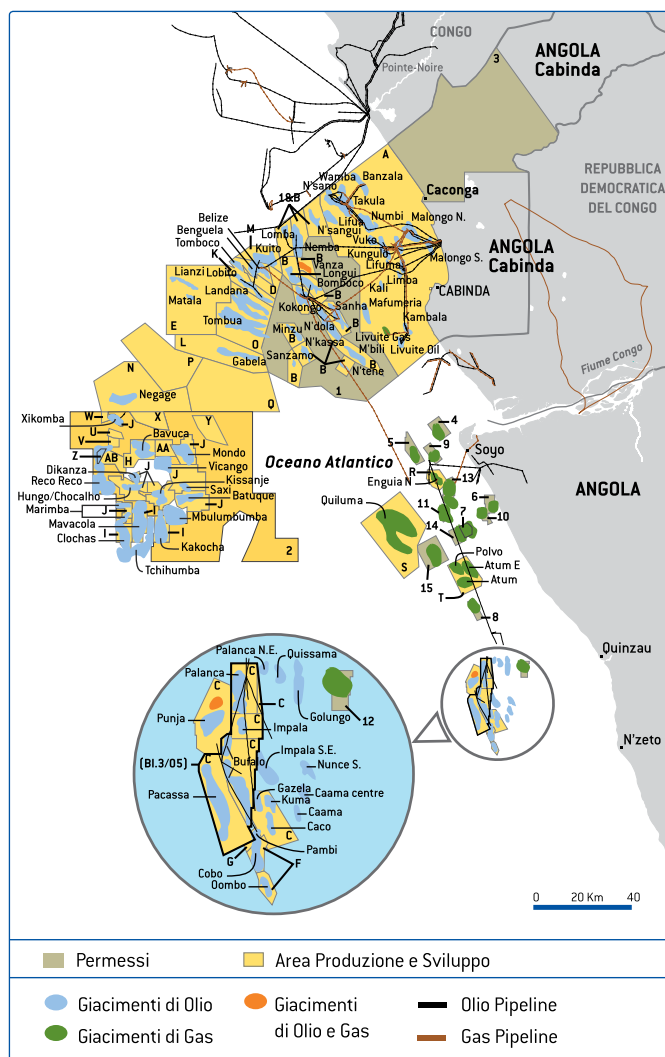 CONGO
ANGOLA
Cabinda
3
Pointe-Noire
REPUBBLICA
DEMOCRATICA
DEL CONGO
A
Wamba
Banzala
N'sano
Caconga
1&B
Takula
Belize
Lifua
Numbi
Malongo N.
Benguela
M
Lomba
N'sangui
Tomboco
Kuito
Nemba
Vuko
ANGOLA
Cabinda
K
B
B
Kungulo
Malongo S.
Lianzi
Lobito
Vanza
Lifuma
Longui
Limba
Landana
D
Bomboco
Kali
CABINDA
Matala
B
Kokongo
Sanha
Mafumeria
Tombua
Kambala
E
Minzu
N'dola
B
L
O
N'kassa
Livuite Gas
P
Sanzamo
M'bili
Livuite Oil
Gabela
B
B
B
N'tene
Fiume Congo
N
1
Negage
Q
W
X
Xikomba
J
Y
4
U
5
9
V
Bavuca
J
Soyo
Z
AB
H
AA
Mondo
Oceano Atlantico
R
Dikanza
J
Vicango
Enguia N
13
ANGOLA
Reco Reco
Kissanje
Quiluma
6
Hungo/Chocalho
Saxi
Batuque
11
7
Marimba
J
J
J
10
Mavacola
Mbulumbumba
14
Clochas
I
I
Polvo
Kakocha
2
Atum E
S
15
Atum
Tchihumba
T
8
Palanca N.E.
Quissama
Quinzau
Palanca
C
C
C
Punja
Golungo
12
C
Impala
N'zeto
C
(Bl.3/05)
C
Bufalo
Impala S.E.
Nunce S.
Gazela
Pacassa
Kuma
Caama centre
Caama
Caco
C
Pambi
G
F
Cobo
Oombo
0 20 Km 40
Permessi
Area Produzione e Sviluppo
Giacimenti di Olio
Giacimenti
di Olio e Gas
Olio Pipeline
Giacimenti di Gas
Gas Pipeline